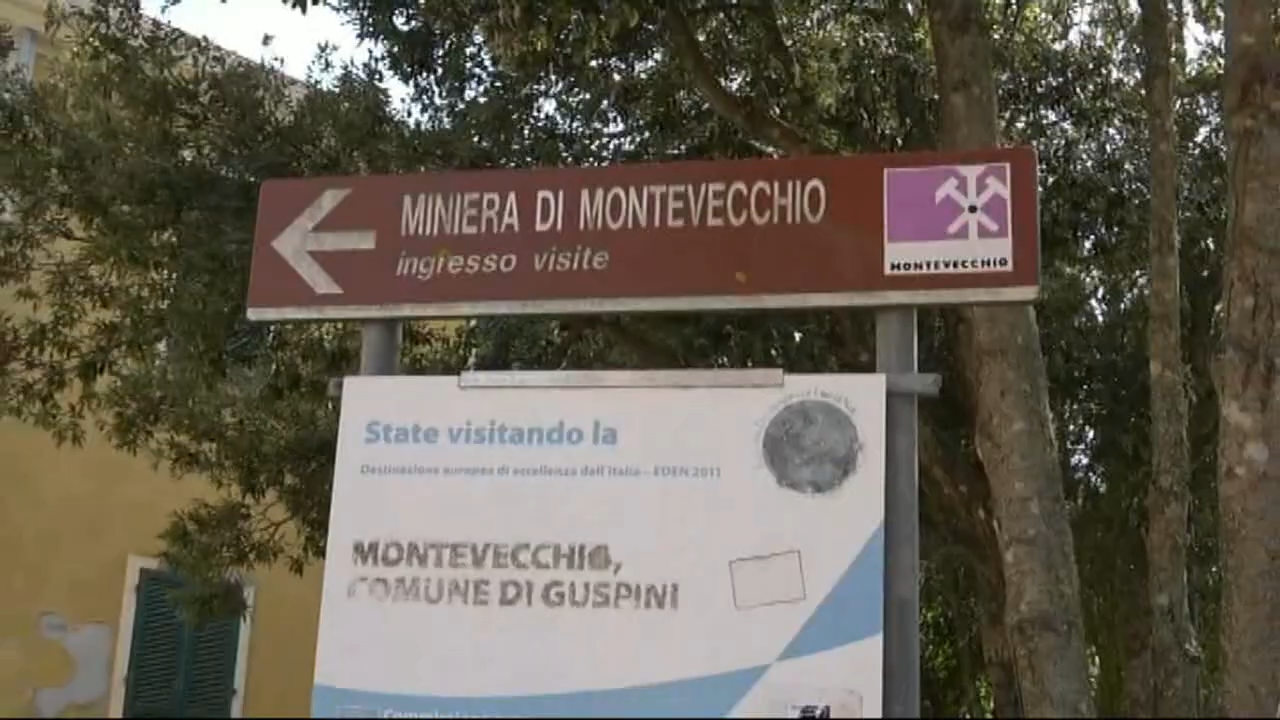 MINIERA DI MONTEVECCHIO
ingresso visite
MONTEVECCHIO
State visitando la
Destinazione europea di eccellenza dell'Italia – EDEN 2011
MONTEVECCHIO,
COMUNE DI GUSPINI